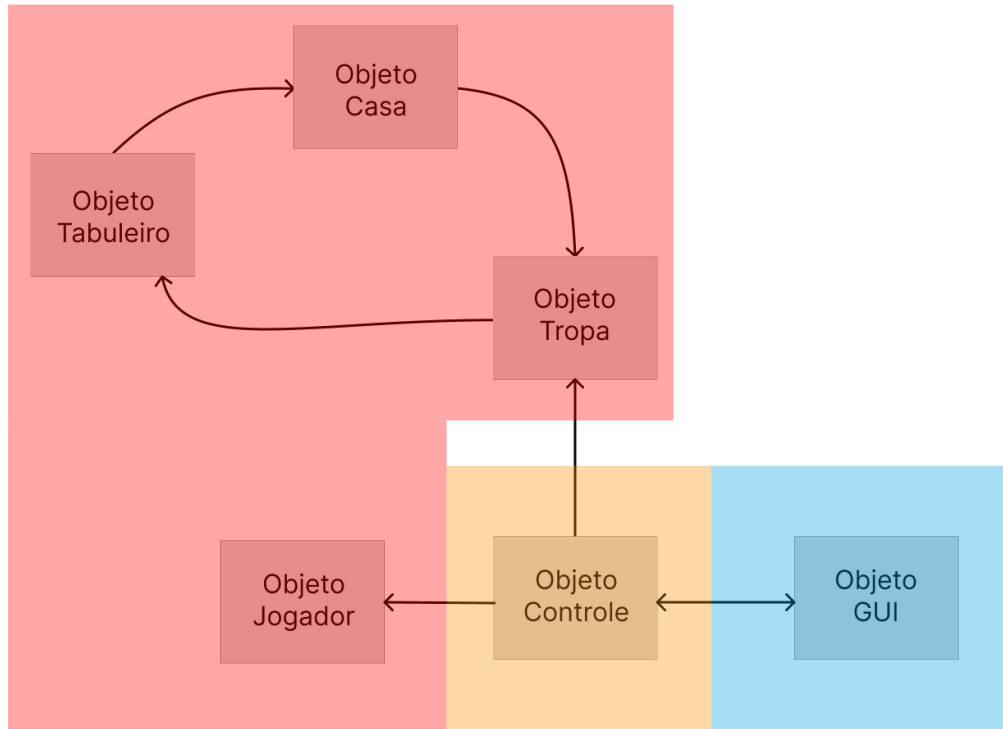 Objeto
Casa
Objeto
Tabuleiro
Objeto
Tropa
Objeto
Jogador
Objeto
Controle
Objeto
GUI